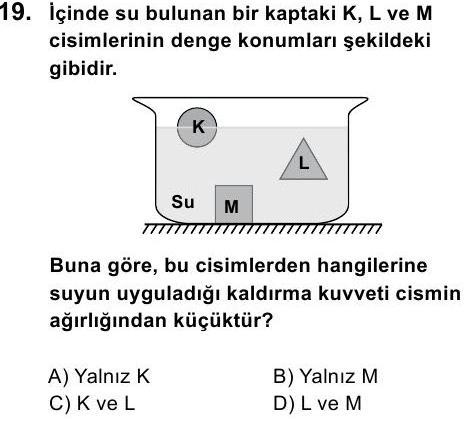 19. İçinde su bulunan bir kaptaki K, L ve M
cisimlerinin denge konumları şekildeki
gibidir.
K
L
Su
M
Buna göre, bu cisimlerden hangilerine
suyun uyguladığı kaldırma kuvveti cismin
ağırlığından küçüktür?
A) Yalnız K
B) Yalnız M
C) K ve L
D) L ve M